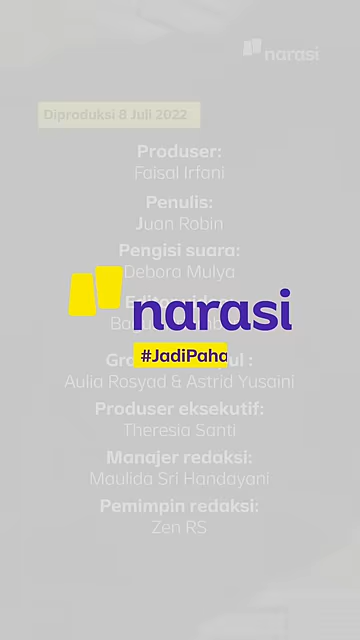 narasi
Diproduksi 8 Juli 2022
Produser:
Faisal Irfani
Penulis:
Juan Robin
Pengisi suara:
Debora Mulya
narasi
#JadiPaha
Aulia Rosyad & Astrid Yusaini
Produser eksekutif:
Theresia Santi
Manajer redaksi:
Maulida Sri Handayani
Pemimpin redaksi:
Zen RS